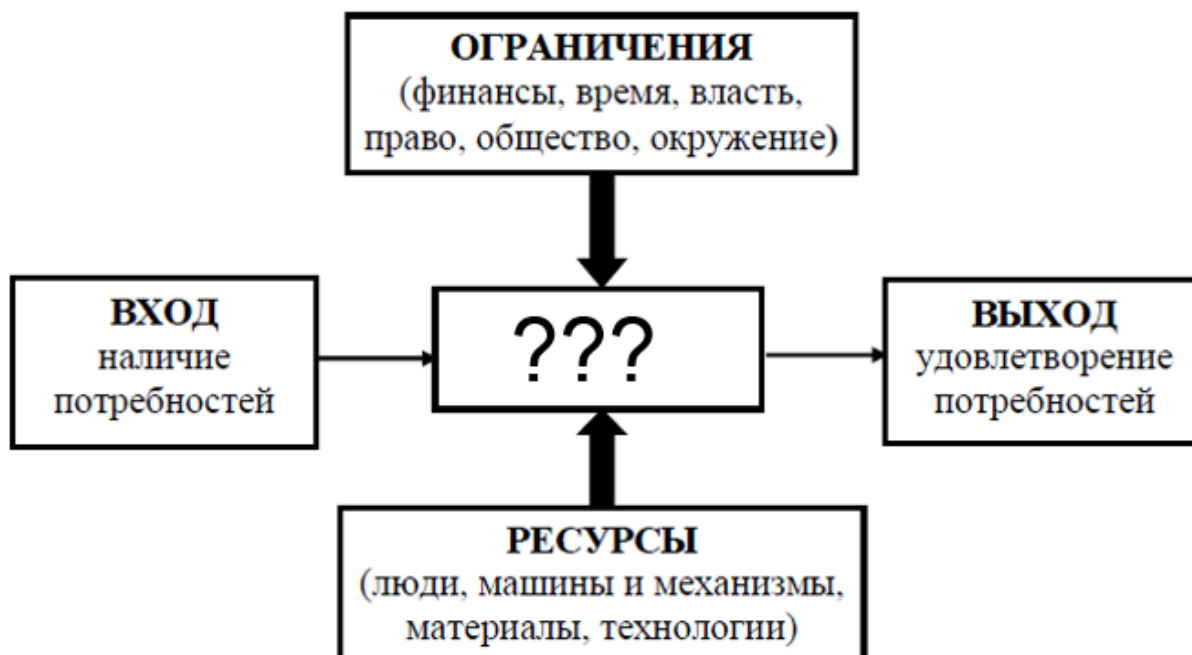 ОГРАНИЧЕНИЯ
(финансы, время, власть,
право, общество, окружение)
ВХОД
наличие
потребностей
???
ВЫХОД
удовлетворение
потребностей
РЕСУРСЫ
(люди, машины и механизмы,
материалы, технологии)